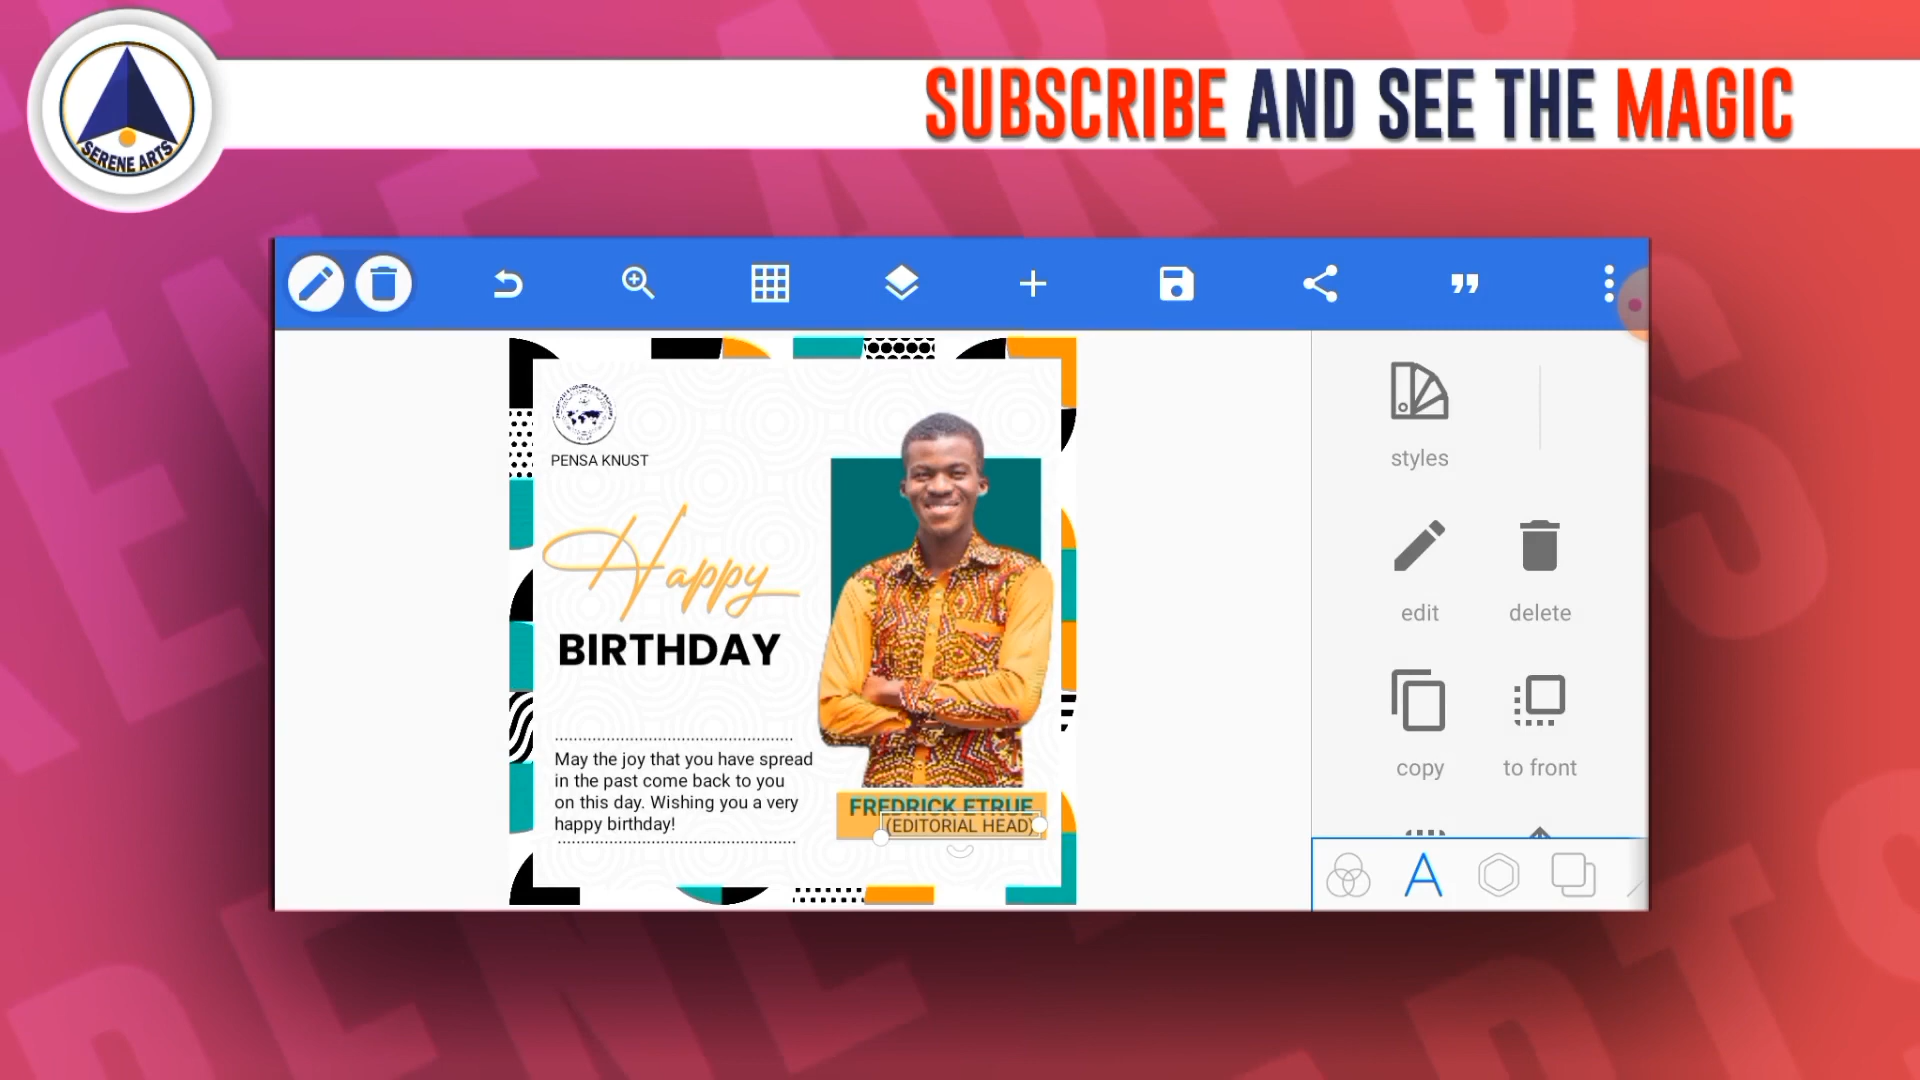 SERENE ARTS
SUBSCRIBE AND SEE THE MAGIC
PENSA KNUST
Happy
BIRTHDAY
May the joy that you have spread
in the past come back to you
on this day. Wishing you a very
happy birthday!
FREDRICK ETRUE
(EDITORIAL HEAD)
styles
edit
delete
copy
to front
A